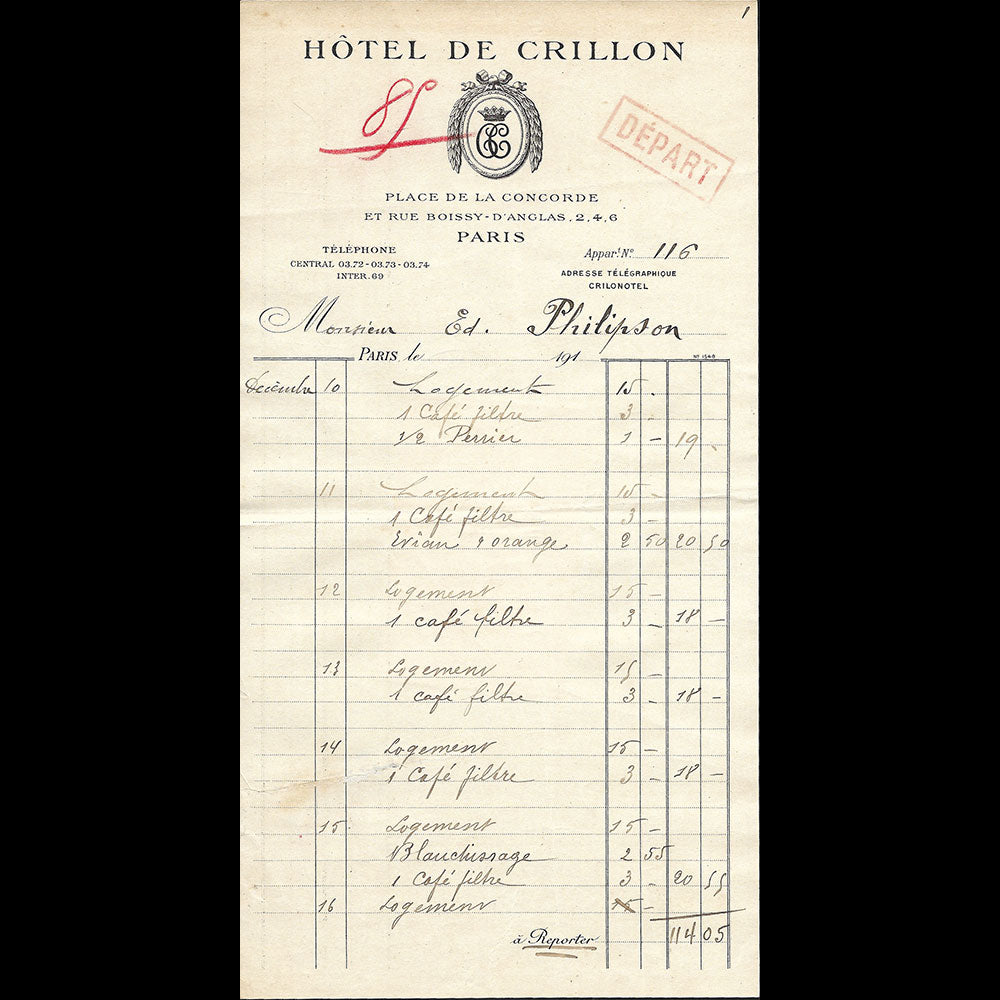 1
HÔTEL DE CRILLON
85
DÉPART
PLACE DE LA CONCORDE
ET RUE BOISSY-D'ANGLAS, 2, 4, 6
PARIS
TÉLÉPHONE
CENTRAL 03.72 - 03.73 - 03.74
INTER. 69
Appart. No. 116
ADRESSE TÉLÉGRAPHIQUE
CRILONOTEL
Monsieur Ed. Philipson
PARIS, le 191
No 1540
Décembre 10 Logement 15 .
1 Café filtre 3 .
1/2 Perrier 1 – 19 .
11 Logement 15 –
1 Café filtre 3 –
Evian & orange 2 50 20 50
12 Logement 15 –
1 café filtre 3 – 18 –
13 Logement 15 –
1 café filtre 3 – 18 –
14 Logement 15 –
1 Café filtre 3 – 18 –
15 Logement 15 –
Blanchissage 2 55
1 Café filtre 3 – 20 55
16 Logement 15 –
à Reporter 114 05